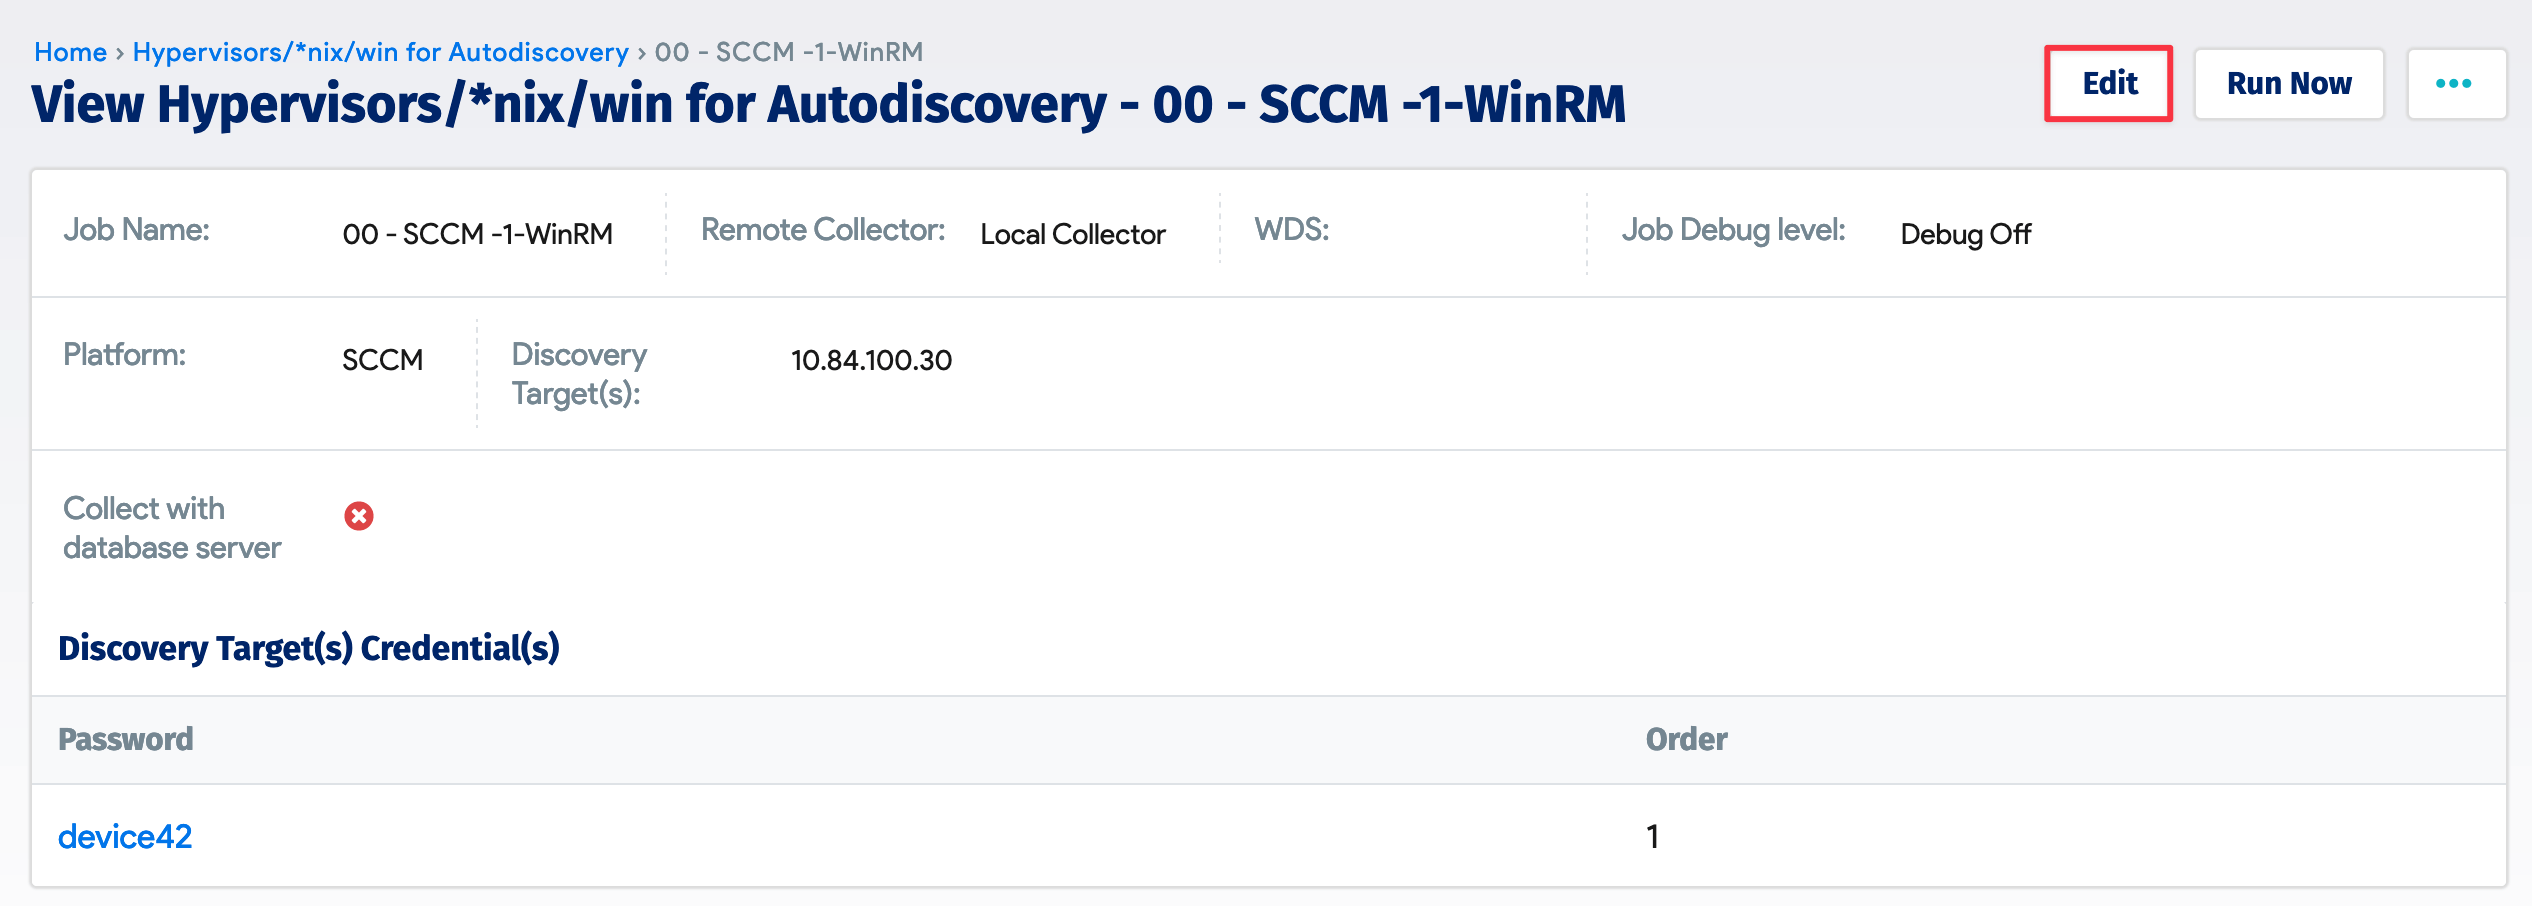 Home › Hypervisors/*nix/win for Autodiscovery › 00 - SCCM -1-WinRM
View Hypervisors/*nix/win for Autodiscovery - 00 - SCCM -1-WinRM
Edit
Run Now
•••
Job Name: 00 - SCCM -1-WinRM
Remote Collector: Local Collector
WDS:
Job Debug level: Debug Off
Platform: SCCM
Discovery
Target(s):
10.84.100.30
Collect with
database server
Discovery Target(s) Credential(s)
Password Order
device42 1